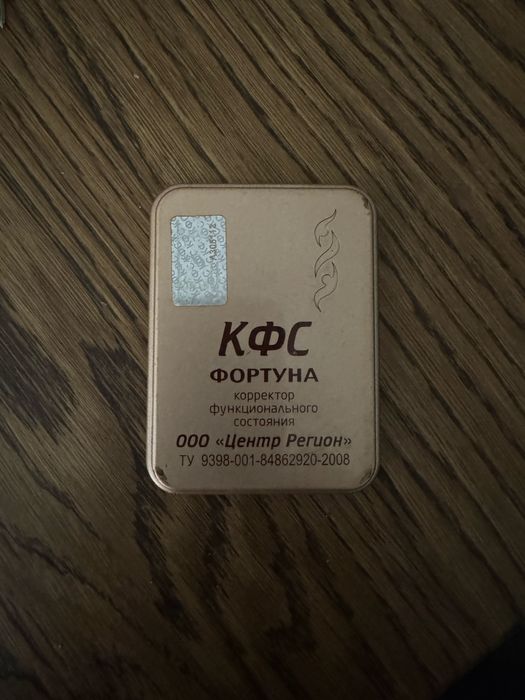 КФС
ФОРТУНА
корректор
функционального
состояния
ООО «Центр Регион»
ТУ 9398-001-84862920-2008